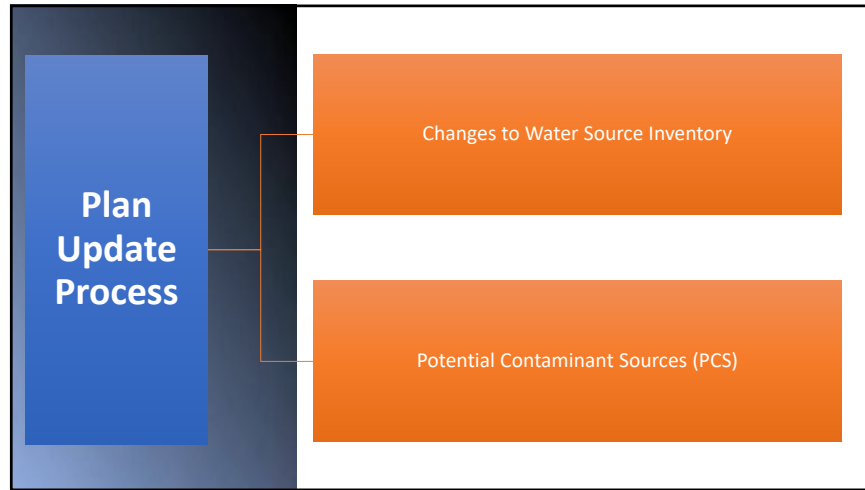 Plan
Update
Process
Changes to Water Source Inventory
Potential Contaminant Sources (PCS)